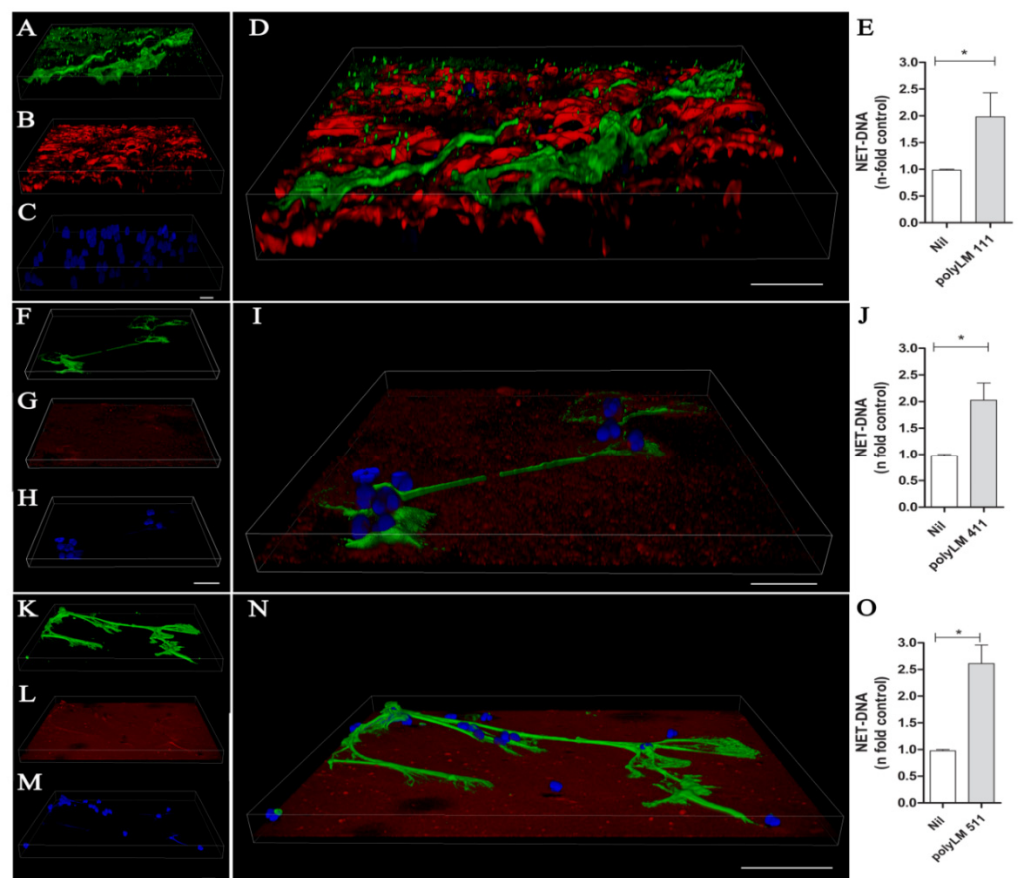 A
B
C
D
E
*
NET-DNA
(n-fold control)
3.0
2.5
2.0
1.5
1.0
0.5
0.0
Nil
polyLM 111
F
G
H
I
J
*
NET-DNA
(n fold control)
3.0
2.5
2.0
1.5
1.0
0.5
0.0
Nil
polyLM 411
K
L
M
N
O
*
NET-DNA
(n fold control)
3.0
2.5
2.0
1.5
1.0
0.5
0.0
Nil
polyLM 511